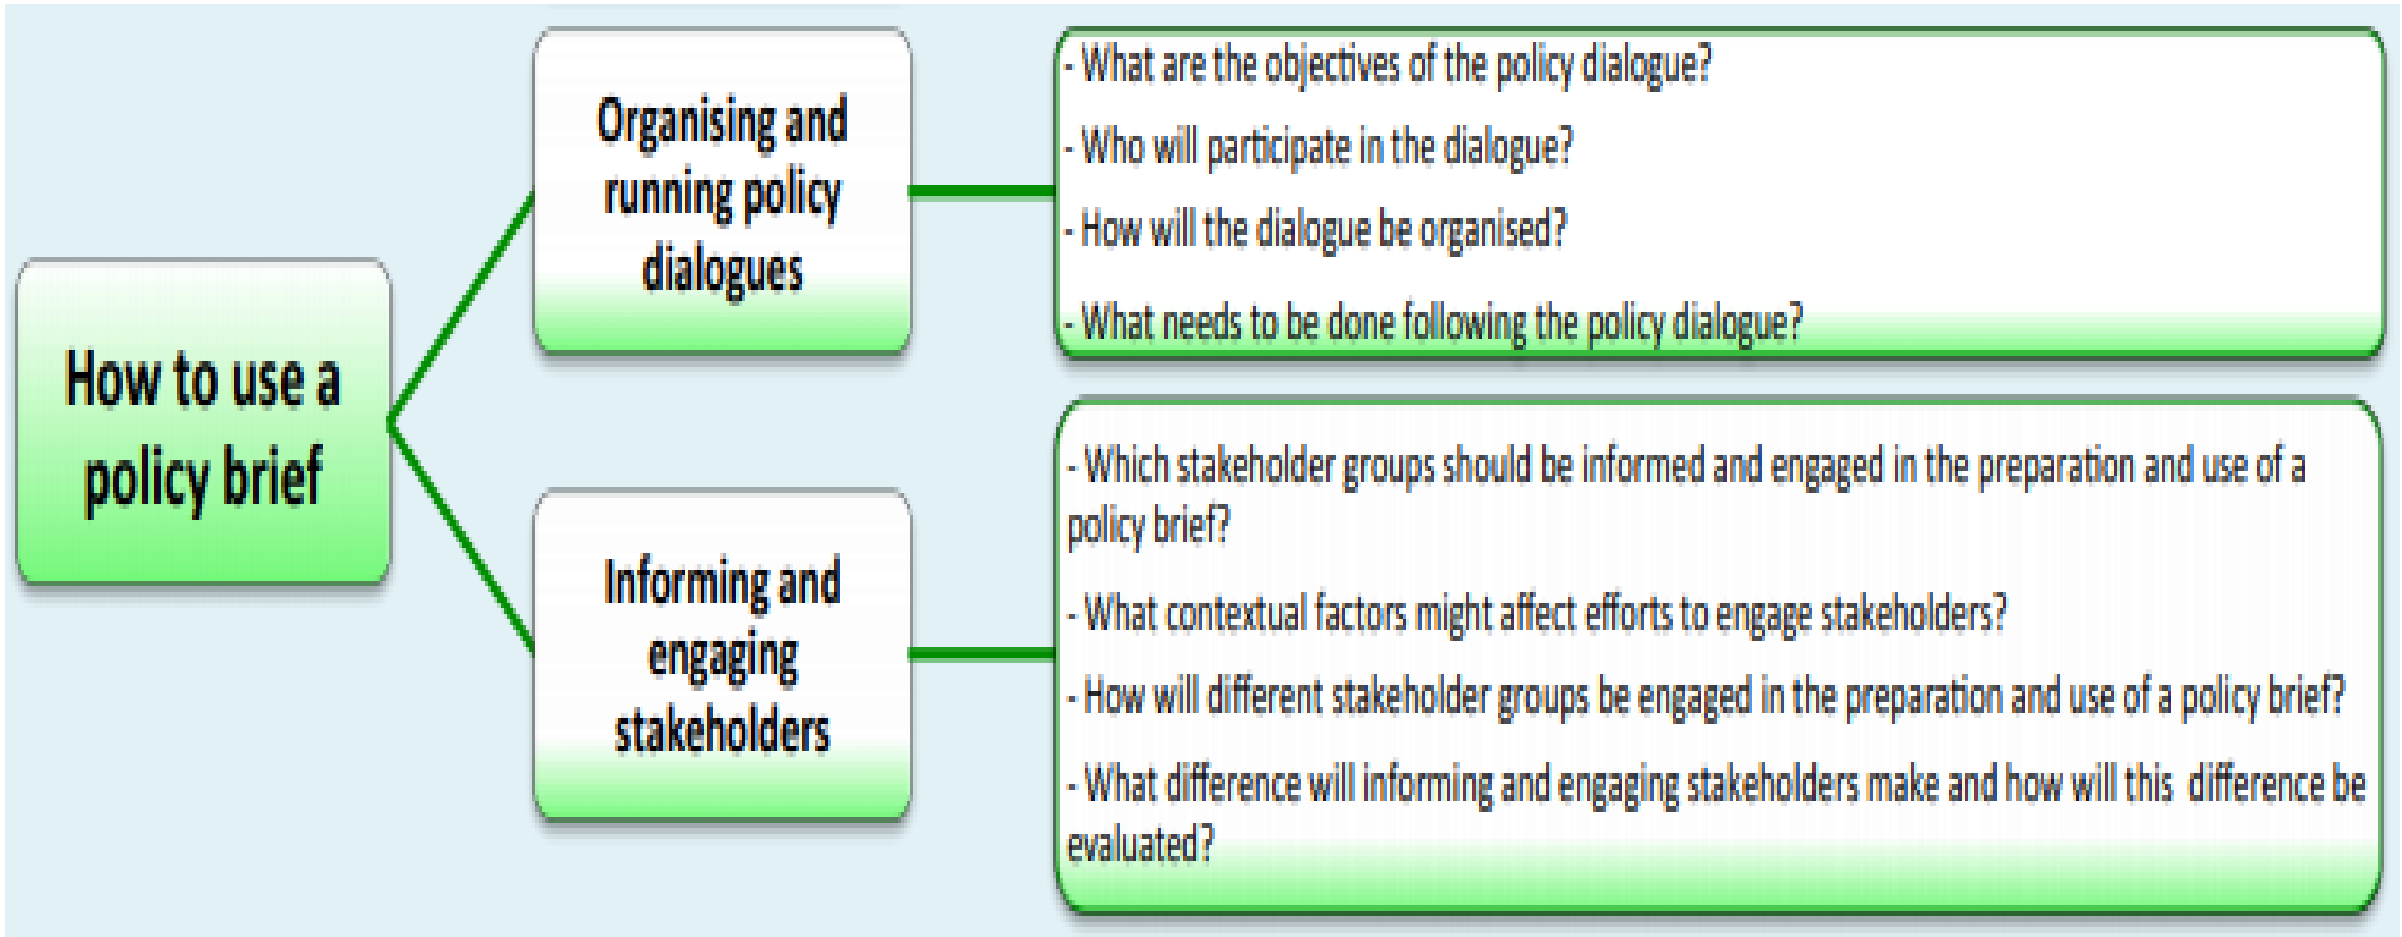 How to use a
policy brief
Organising and
running policy
dialogues
- What are the objectives of the policy dialogue?
- Who will participate in the dialogue?
- How will the dialogue be organised?
- What needs to be done following the policy dialogue?
Informing and
engaging
stakeholders
- Which stakeholder groups should be informed and engaged in the preparation and use of a
policy brief?
- What contextual factors might affect efforts to engage stakeholders?
- How will different stakeholder groups be engaged in the preparation and use of a policy brief?
- What difference will informing and engaging stakeholders make and how will this  difference be
evaluated?